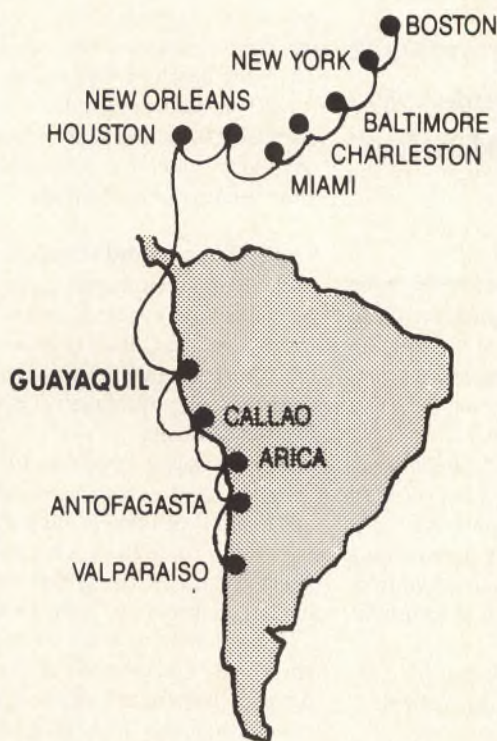 BOSTON
NEW YORK
NEW ORLEANS
BALTIMORE
HOUSTON
CHARLESTON
MIAMI
GUAYAQUIL
CALLAO
ARICA
ANTOFAGASTA
VALPARAISO